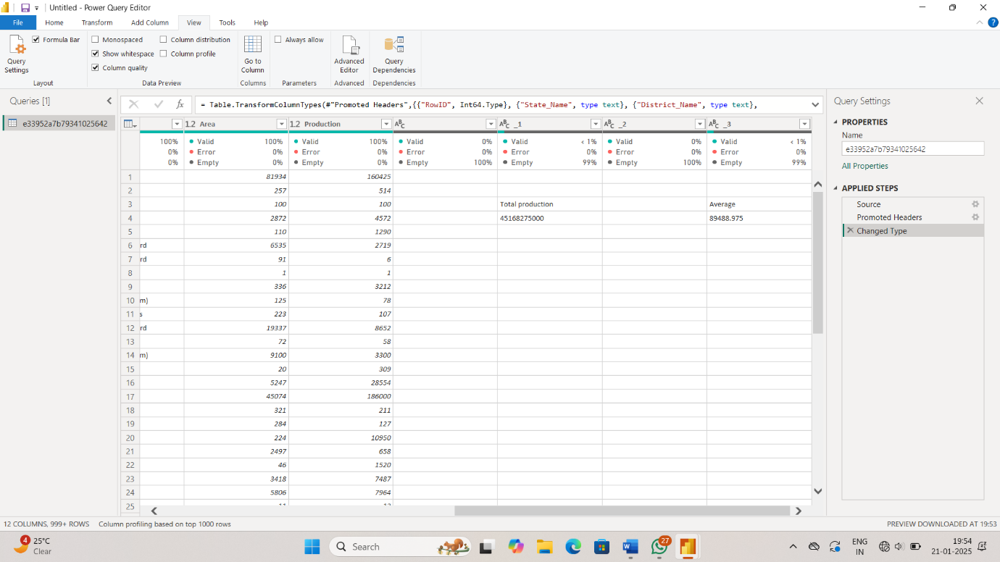 Untitled - Power Query Editor
File Home Transform Add Column View Tools Help
Query Settings
Formula Bar
Layout
Monospaced Column distribution
Show whitespace Column profile
Column quality
Data Preview
Go to Column
Columns
Always allow
Parameters
Advanced Editor
Advanced
Query Dependencies
Dependencies
Queries [1]
e33952a7b79341025642
fx = Table.TransformColumnTypes(#"Promoted Headers",{{"RowID", Int64.Type}, {"State_Name", type text}, {"District_Name", type text},
1.2 Area 1.2 Production ABC ABC _1 ABC _2 ABC _3
100% Valid 100% Valid 100% Valid 0% Valid < 1% Valid 0% Valid < 1%
0% Error 0% Error 0% Error 0% Error 0% Error 0% Error 0%
0% Empty 0% Empty 0% Empty 100% Empty 99% Empty 100% Empty 99%
1 81934 160425
2 257 514
3 100 100 Total production Average
4 2872 4572 45168275000 89488.975
5 110 1290
6 rd 6535 2719
7 rd 91 6
8 1 1
9 336 3212
10 m) 125 78
11 s 223 107
12 rd 19337 8652
13 72 58
14 m) 9100 3300
15 20 309
16 5247 28554
17 45074 186000
18 321 211
19 284 127
20 224 10950
21 2497 658
22 46 1520
23 3418 7487
24 5806 7964
25
Query Settings
PROPERTIES
Name
e33952a7b79341025642
All Properties
APPLIED STEPS
Source
Promoted Headers
Changed Type
12 COLUMNS, 999+ ROWS Column profiling based on top 1000 rows
PREVIEW DOWNLOADED AT 19:53
4 25°C
Clear
Search
27
ENG
IN
19:54
21-01-2025